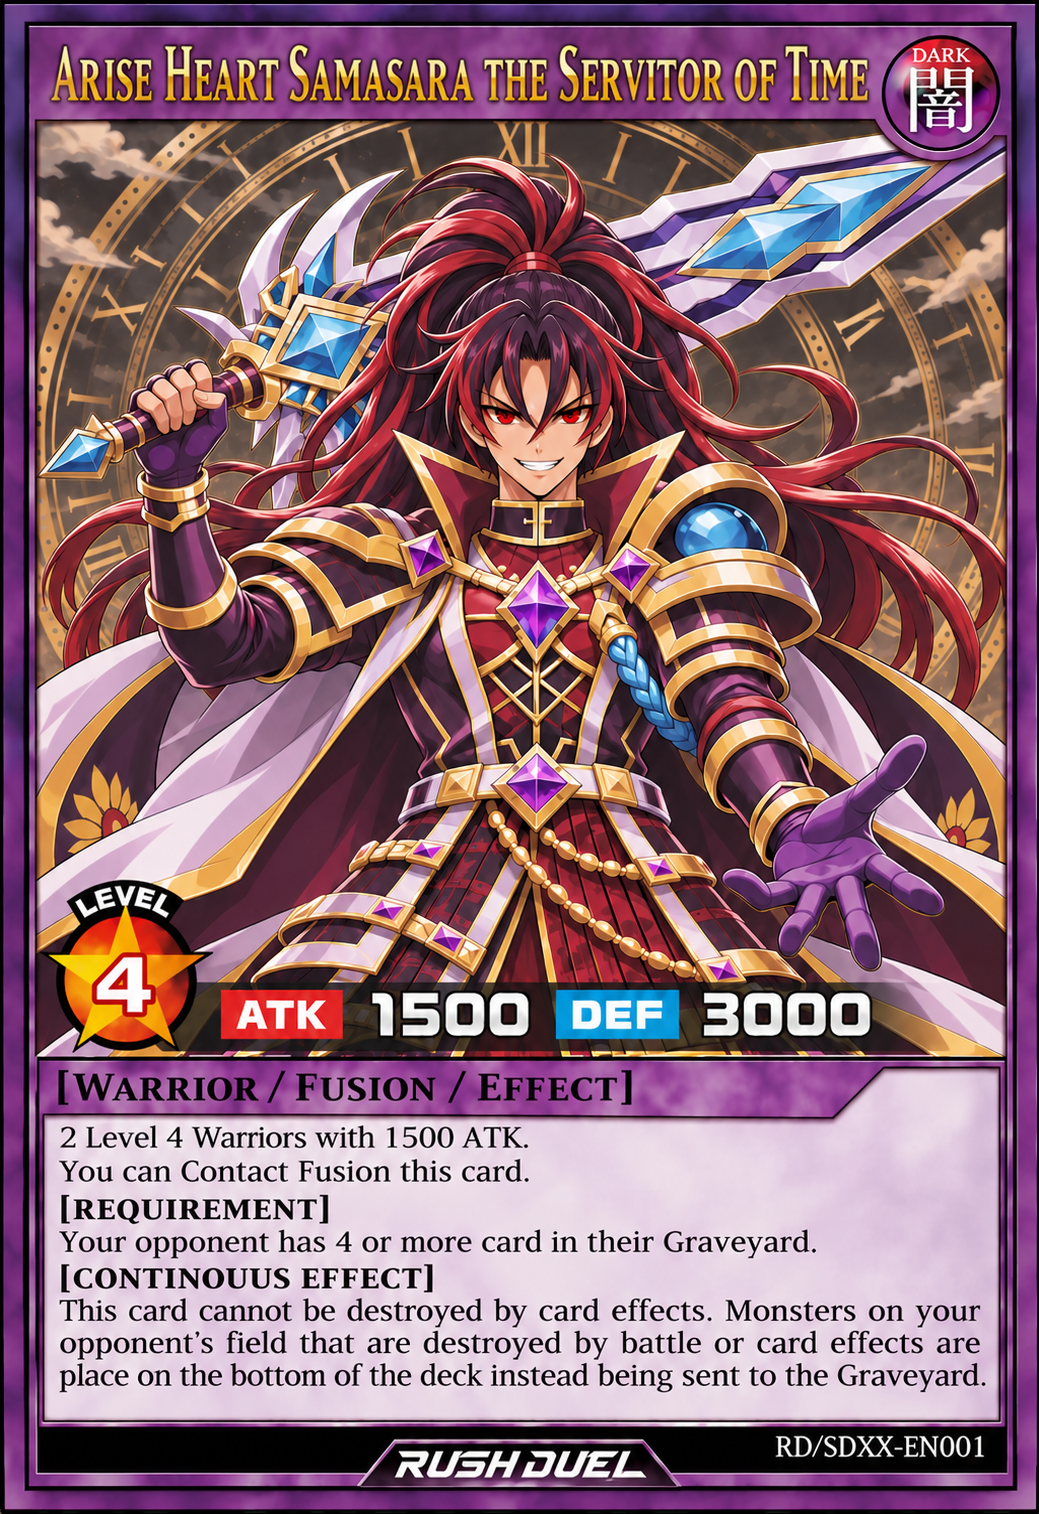 ARISE HEART SAMASARA THE SERVITOR OF TIME
DARK
闇
XII
LEVEL
4
ATK 1500 DEF 3000
[WARRIOR / FUSION / EFFECT]
2 Level 4 Warriors with 1500 ATK.
You can Contact Fusion this card.
[REQUIREMENT]
Your opponent has 4 or more card in their Graveyard.
[CONTINOUUS EFFECT]
This card cannot be destroyed by card effects. Monsters on your
opponent's field that are destroyed by battle or card effects are
place on the bottom of the deck instead being sent to the Graveyard.
RD/SDXX-EN001
RUSH DUEL